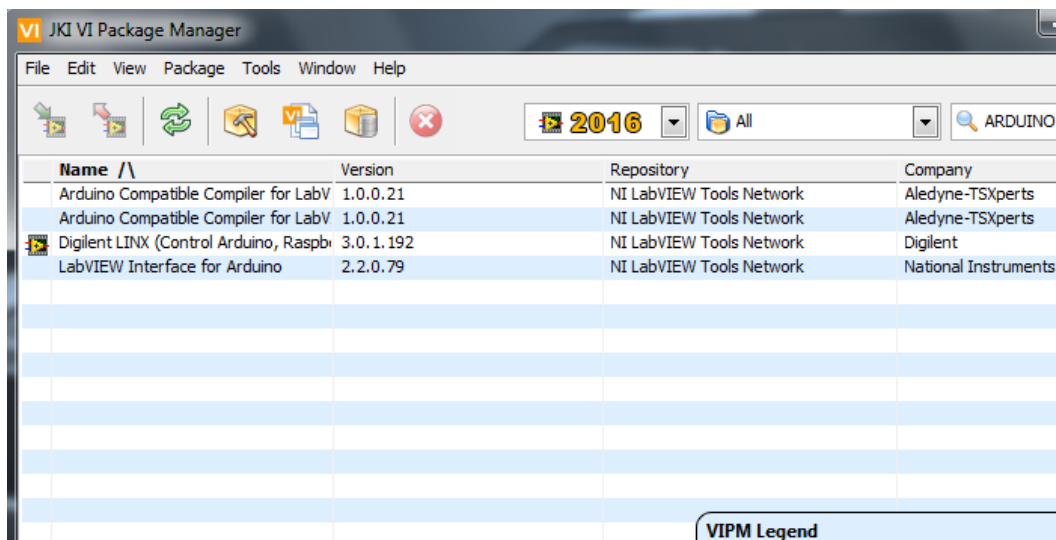 VI JKI VI Package Manager
File Edit View Package Tools Window Help
VI
2016 All ARDUINO
Name /\ Version Repository Company
Arduino Compatible Compiler for LabV 1.0.0.21 NI LabVIEW Tools Network Aledyne-TSXperts
Arduino Compatible Compiler for LabV 1.0.0.21 NI LabVIEW Tools Network Aledyne-TSXperts
Digilent LINX (Control Arduino, Raspb 3.0.1.192 NI LabVIEW Tools Network Digilent
LabVIEW Interface for Arduino 2.2.0.79 NI LabVIEW Tools Network National Instruments
VIPM Legend